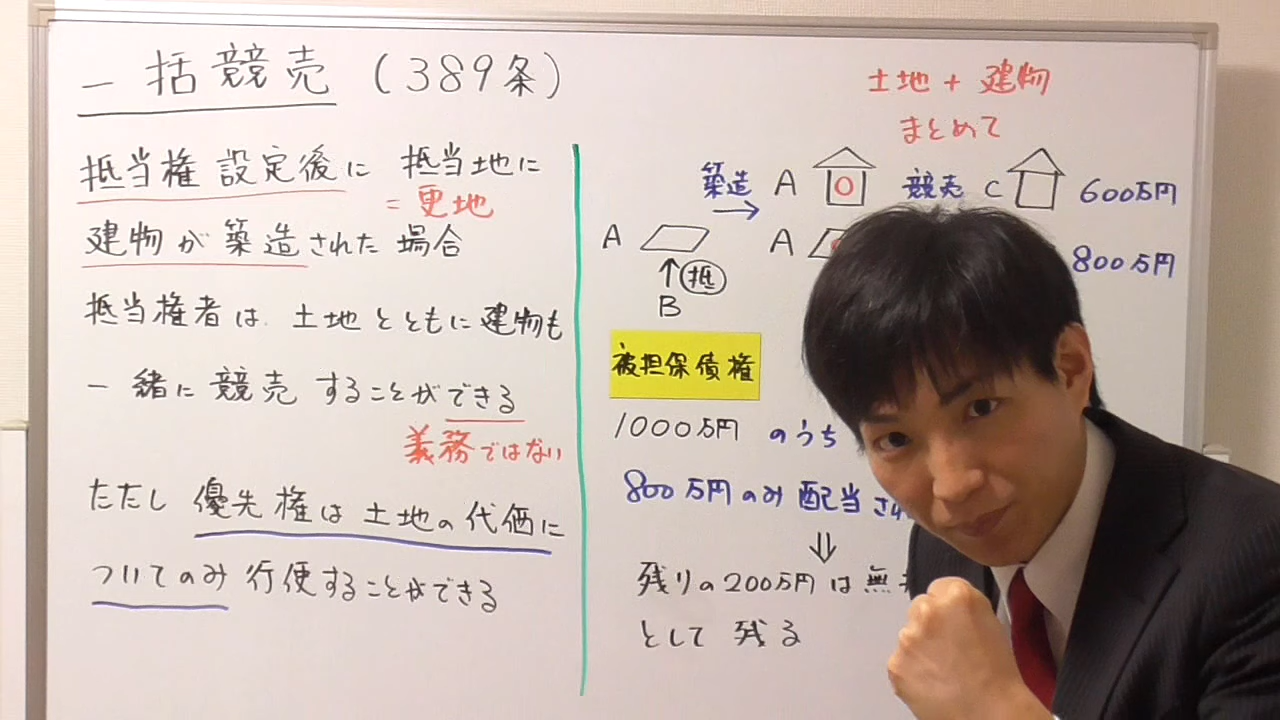 一括競売（389条）
抵当権設定後に 抵当地に
＝更地
建物が築造された場合
抵当権者は、土地とともに建物も
一緒に競売することができる
義務ではない
ただし優先権は土地の代価に
ついてのみ行使することができる
土地＋建物
まとめて
築造 A ○ 競売 C 600万円
A A 800万円
抵
B
被担保債権
1000万円 のうち
800万円のみ配当され
残りの200万円は無
として残る